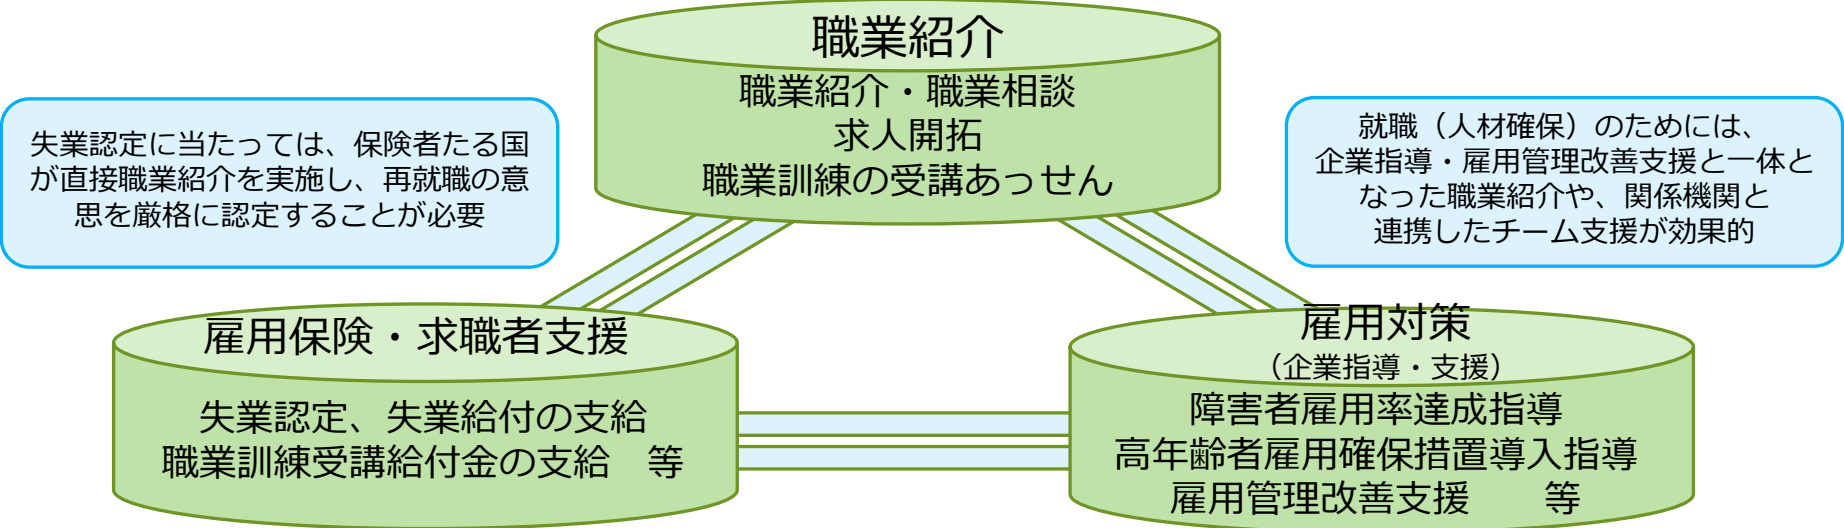 職業紹介
職業紹介・職業相談
求人開拓
職業訓練の受講あっせん
失業認定に当たっては、保険者たる国
が直接職業紹介を実施し、再就職の意
思を厳格に認定することが必要
就職（人材確保）のためには、
企業指導・雇用管理改善支援と一体と
なった職業紹介や、関係機関と
連携したチーム支援が効果的
雇用保険・求職者支援
失業認定、失業給付の支給
職業訓練受講給付金の支給　等
雇用対策
（企業指導・支援）
障害者雇用率達成指導
高年齢者雇用確保措置導入指導
雇用管理改善支援　　等